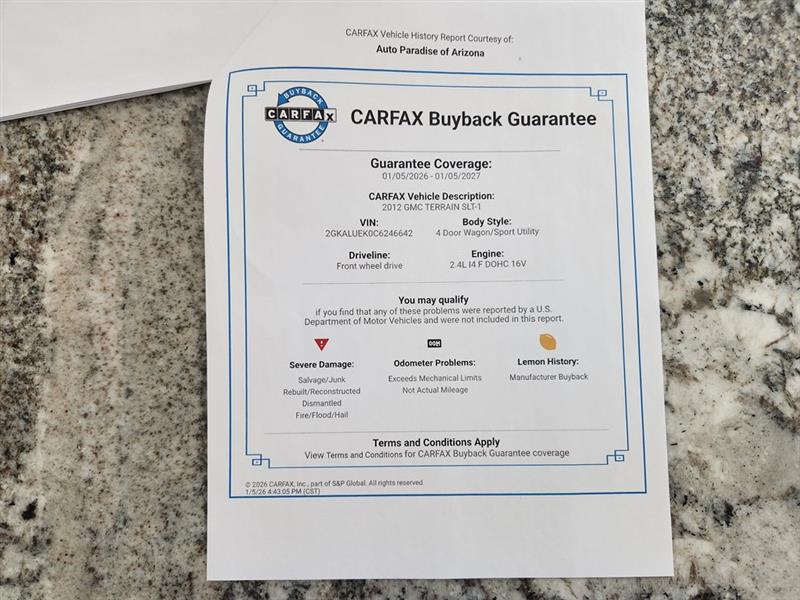 CARFAX Vehicle History Report Courtesy of:
Auto Paradise of Arizona
BUYBACK
CARFAX
GUARANTEE
CARFAX Buyback Guarantee
Guarantee Coverage:
01/05/2026 - 01/05/2027
CARFAX Vehicle Description:
2012 GMC TERRAIN SLT-1
VIN: Body Style:
2GKALUEK0C6246642 4 Door Wagon/Sport Utility
Driveline: Engine:
Front wheel drive 2.4L I4 F DOHC 16V
You may qualify
if you find that any of these problems were reported by a U.S.
Department of Motor Vehicles and were not included in this report.
OOM
Severe Damage: Odometer Problems: Lemon History:
Salvage/Junk Exceeds Mechanical Limits Manufacturer Buyback
Rebuilt/Reconstructed Not Actual Mileage
Dismantled
Fire/Flood/Hail
Terms and Conditions Apply
View Terms and Conditions for CARFAX Buyback Guarantee coverage
© 2026 CARFAX, Inc., part of S&P Global. All rights reserved.
1/5/26 4:43:05 PM (CST)